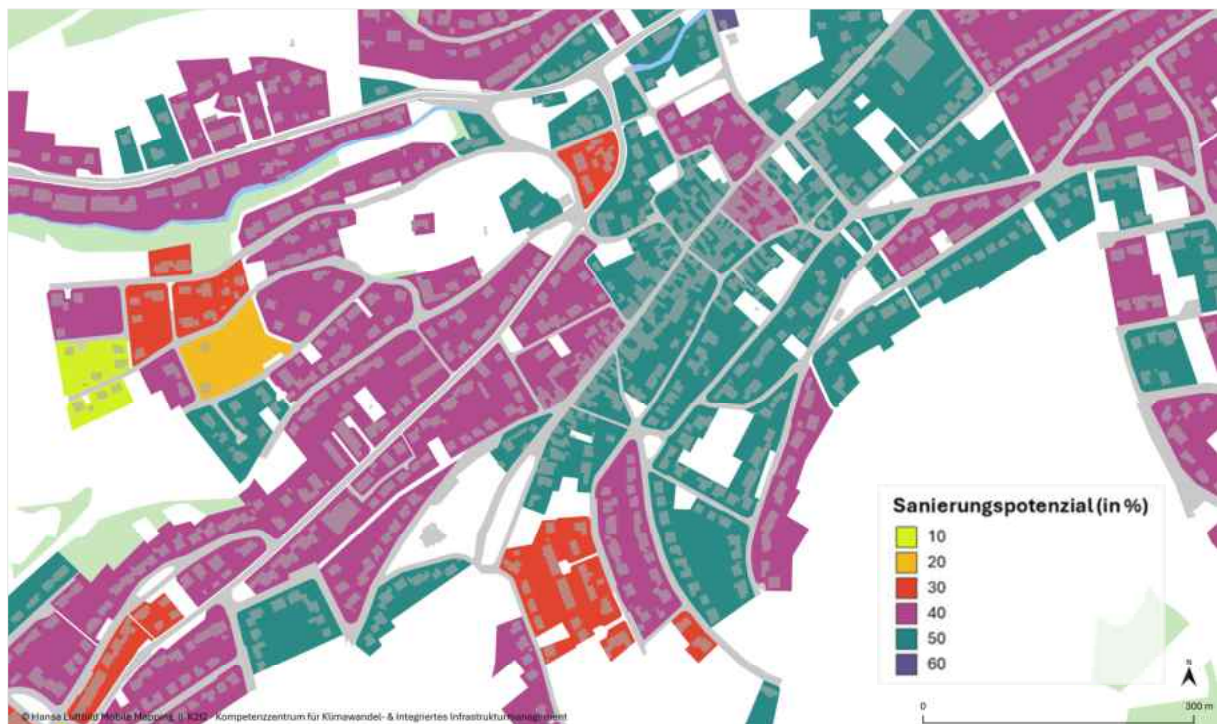 Sanierungspotenzial (in %)
10
20
30
40
50
60
N
0 300 m
© Hansa Luftbild Mobile Mapping, II-K2I2 - Kompetenzzentrum für Klimawandel- & Integriertes Infrastrukturmanagement